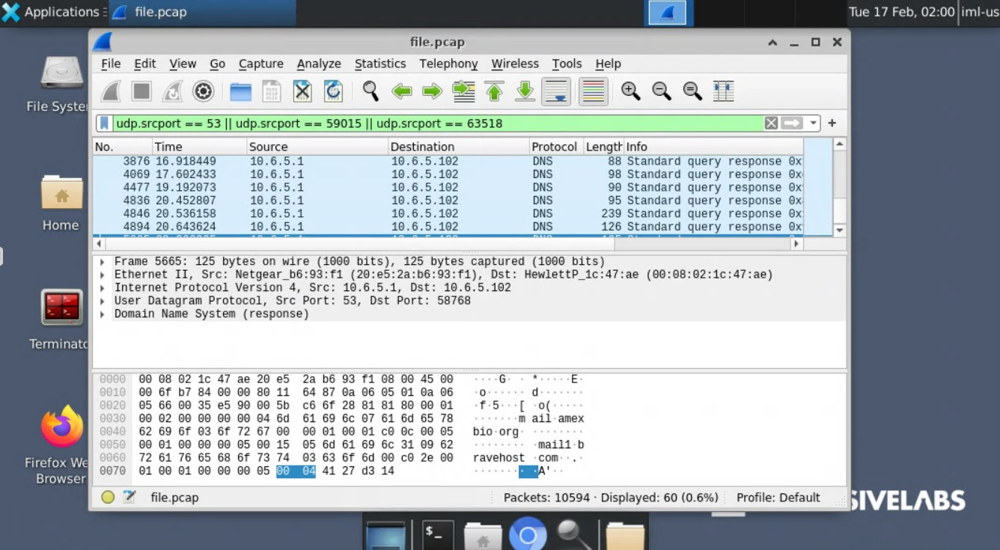 Applications
file.pcap
Tue 17 Feb, 02:00
iml-us
file.pcap
File Edit View Go Capture Analyze Statistics Telephony Wireless Tools Help
udp.srcport == 53 || udp.srcport == 59015 || udp.srcport == 63518
No. Time Source Destination Protocol Length Info
3876 16.918449 10.6.5.1 10.6.5.102 DNS 88 Standard query response 0x
4069 17.602433 10.6.5.1 10.6.5.102 DNS 98 Standard query response 0x
4477 19.192073 10.6.5.1 10.6.5.102 DNS 90 Standard query response 0x
4836 20.452807 10.6.5.1 10.6.5.102 DNS 95 Standard query response 0x
4846 20.536158 10.6.5.1 10.6.5.102 DNS 239 Standard query response 0x
4894 20.643624 10.6.5.1 10.6.5.102 DNS 126 Standard query response 0x
Frame 5665: 125 bytes on wire (1000 bits), 125 bytes captured (1000 bits)
Ethernet II, Src: Netgear_b6:93:f1 (20:e5:2a:b6:93:f1), Dst: HewlettP_1c:47:ae (00:08:02:1c:47:ae)
Internet Protocol Version 4, Src: 10.6.5.1, Dst: 10.6.5.102
User Datagram Protocol, Src Port: 53, Dst Port: 58768
Domain Name System (response)
0000 00 08 02 1c 47 ae 20 e5 2a b6 93 f1 08 00 45 00 ····G· · *·····E·
0010 00 6f b7 84 00 00 80 11 64 87 0a 06 05 01 0a 06 ·o······ d·······
0020 05 66 00 35 e5 90 00 5b c6 6f 28 81 81 80 00 01 ·f·5···[ ·o(·····
0030 00 02 00 00 00 00 04 6d 61 69 6c 07 61 6d 65 78 ·······m ail·amex
0040 62 69 6f 03 6f 72 67 00 00 01 00 01 c0 0c 00 05 bio·org· ········
0050 00 01 00 00 00 05 00 15 05 6d 61 69 6c 31 09 62 ········ ·mail1·b
0060 72 61 76 65 68 6f 73 74 03 63 6f 6d 00 c0 2e 00 ravehost ·com··.·
0070 01 00 01 00 00 00 05 00 04 41 27 d3 14 ········ ·A'··
file.pcap
Packets: 10594 · Displayed: 60 (0.6%)
Profile: Default
File Syste
Home
Terminato
Firefox We
Browser
SIVELABS
$_